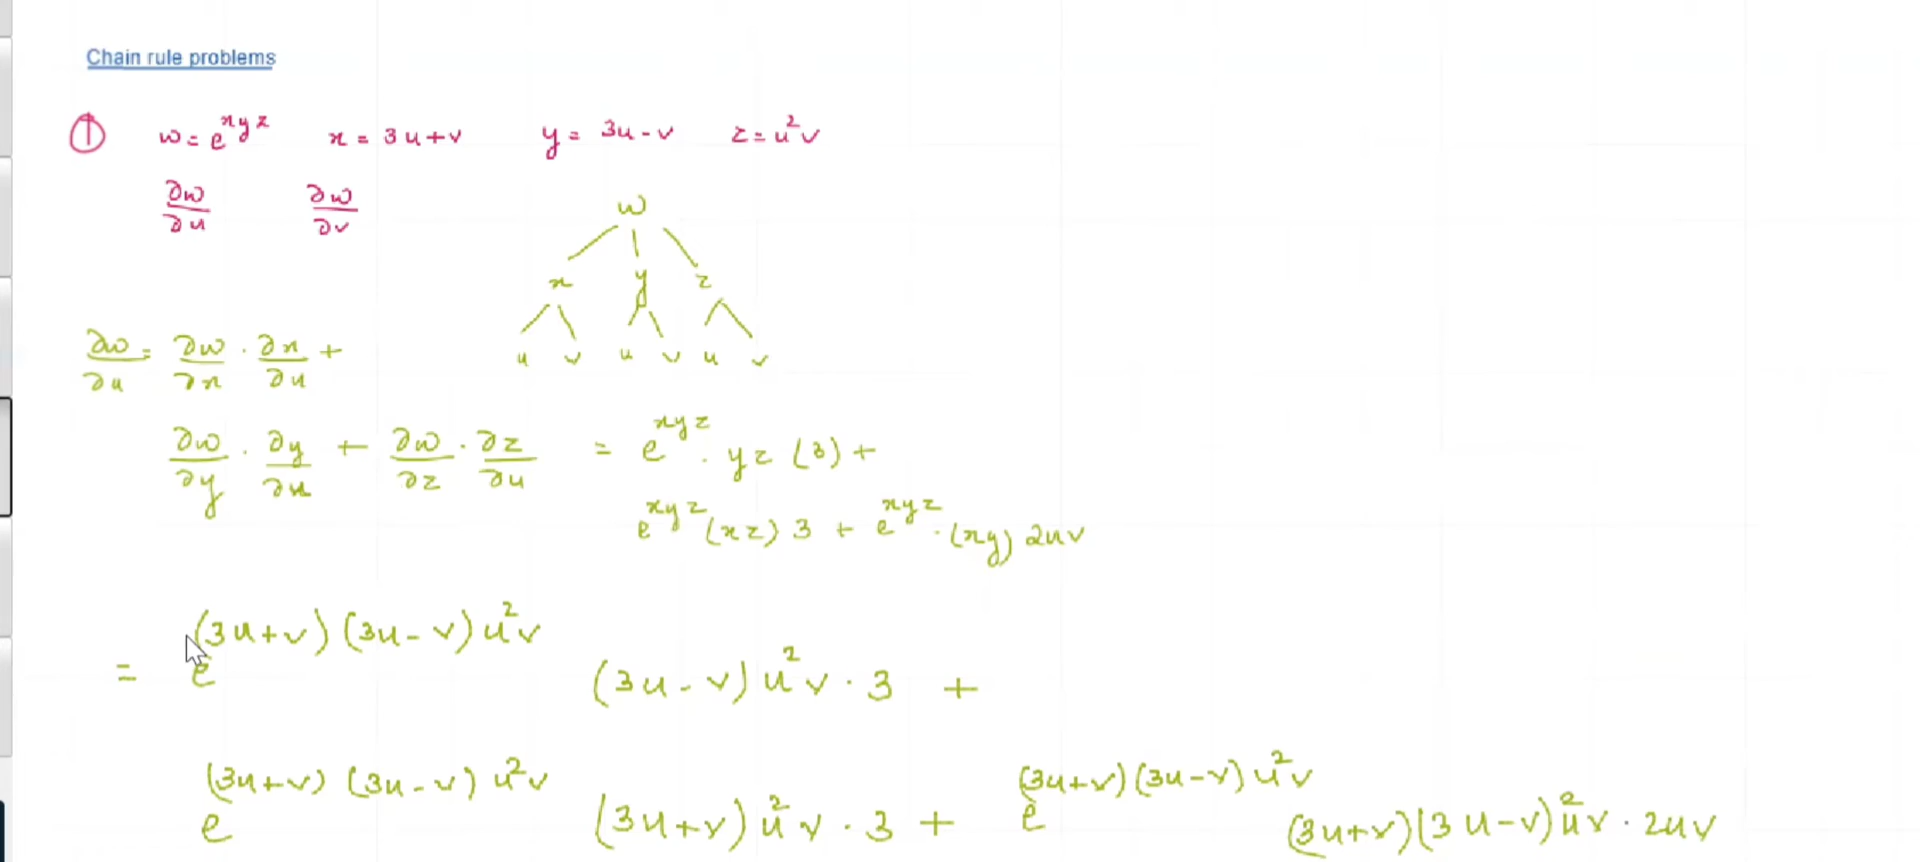 Chain rule problems
① w = e^{xyz} x = 3u+v y = 3u-v z = u²v
∂w/∂u ∂w/∂v
w
x y z
u v u v u v
∂w/∂u = ∂w/∂x · ∂x/∂u +
∂w/∂y · ∂y/∂u + ∂w/∂z · ∂z/∂u = e^{xyz} · yz (3) +
e^{xyz} (xz) 3 + e^{xyz} · (xy) 2uv
= e^{(3u+v)(3u-v)u²v} (3u-v) u²v · 3 +
e^{(3u+v)(3u-v)u²v} (3u+v) u²v · 3 + e^{(3u+v)(3u-v)u²v} (3u+v)(3u-v) u²v · 2uv